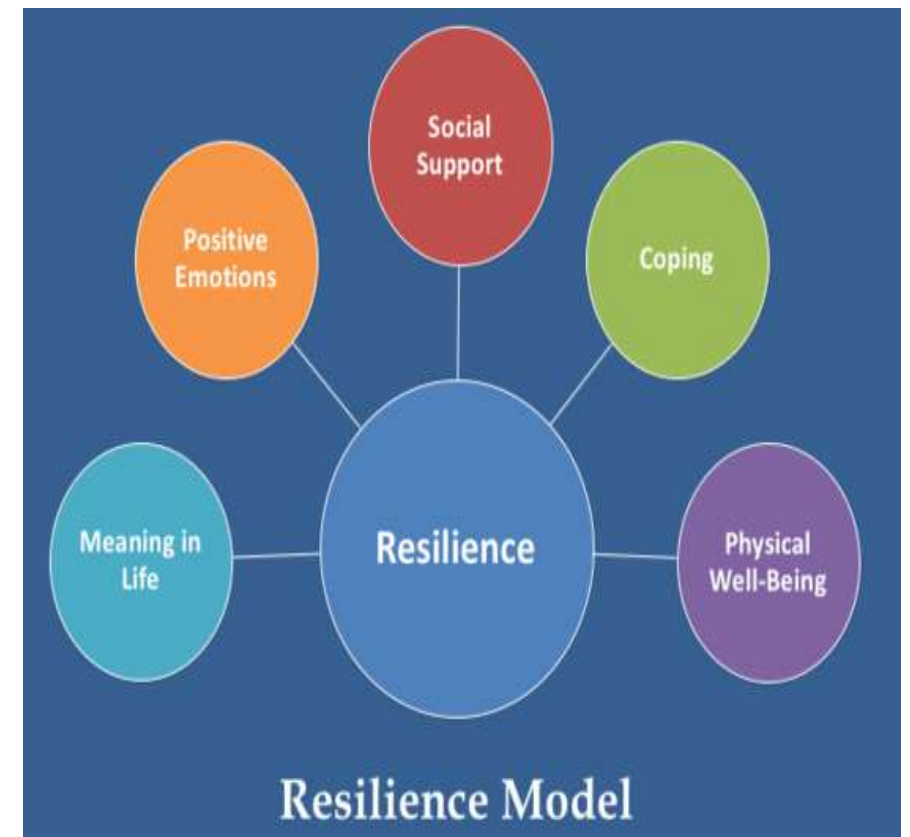 Social
Support
Positive
Emotions
Coping
Meaning in
Life
Resilience
Physical
Well-Being
Resilience Model